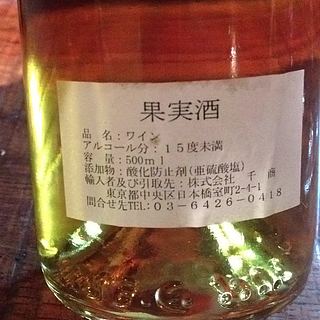 果実酒
品 名：ワイン
アルコール分：１５度未満
容 量：500ｍｌ
添加物：酸化防止剤(亜硫酸塩)
輸入者及び引取先：株式会社 千 商
東京都中央区日本橋室町2-4-1
問合せ先TEL:０３-６４２６-０４１８